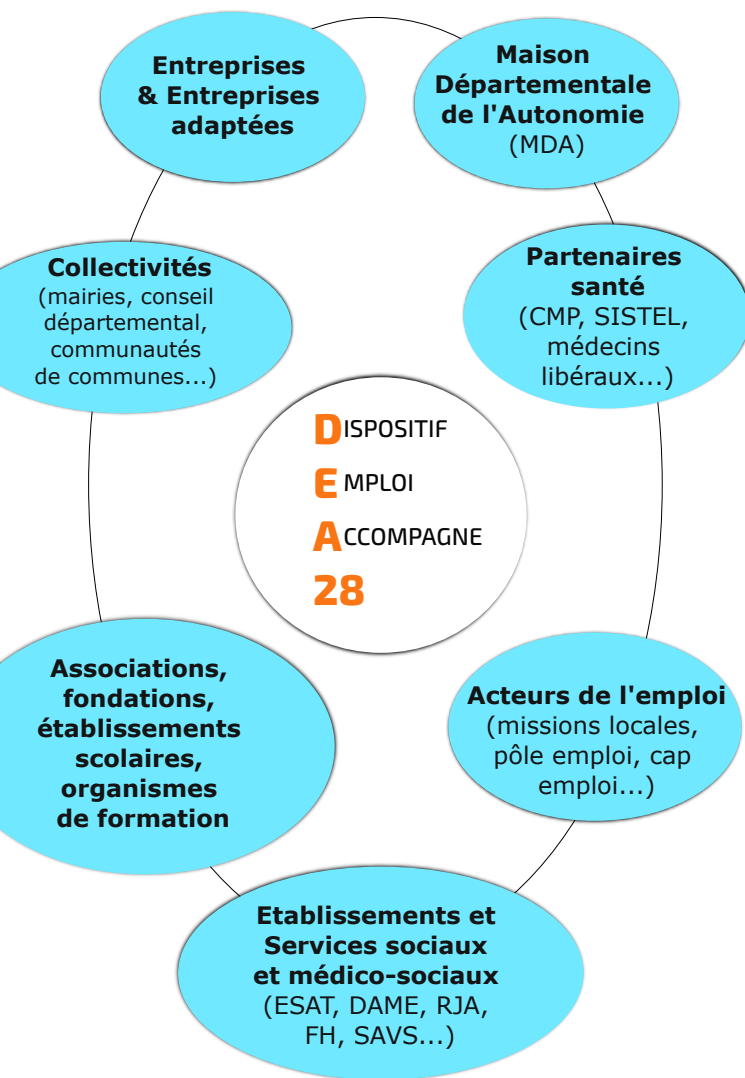 Entreprises
& Entreprises
adaptées
Maison
Départementale
de l'Autonomie
(MDA)
Collectivités
(mairies, conseil
départemental,
communautés
de communes...)
Partenaires
santé
(CMP, SISTEL,
médecins
libéraux...)
DISPOSITIF
EMPLOI
ACCOMPAGNE
28
Associations,
fondations,
établissements
scolaires,
organismes
de formation
Acteurs de l'emploi
(missions locales,
pôle emploi, cap
emploi...)
Etablissements et
Services sociaux
et médico-sociaux
(ESAT, DAME, RJA,
FH, SAVS...)